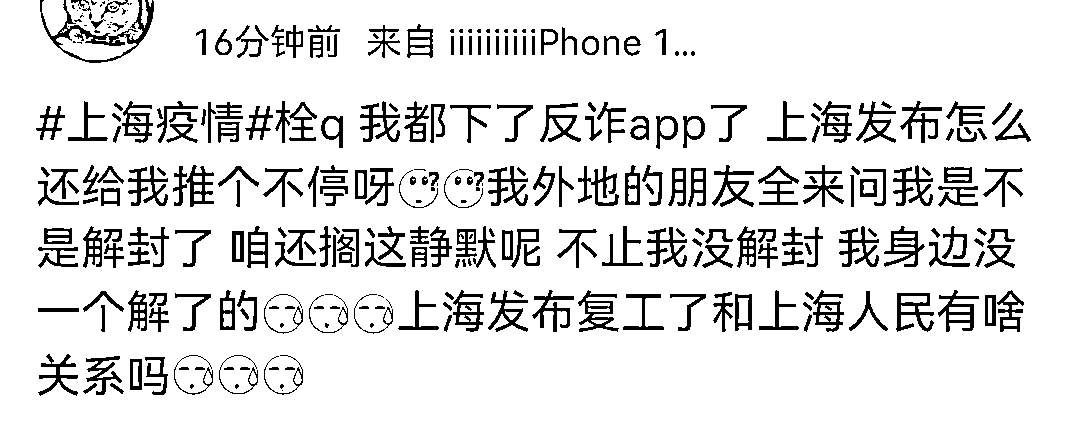 16分钟前 来自 iiiiiiiiiiiPhone 1...
#上海疫情#栓q 我都下了反诈app了 上海发布怎么
还给我推个不停呀我外地的朋友全来问我是不
是解封了 咱还搁这静默呢 不止我没解封 我身边没
一个解了的上海发布复工了和上海人民有啥
关系吗